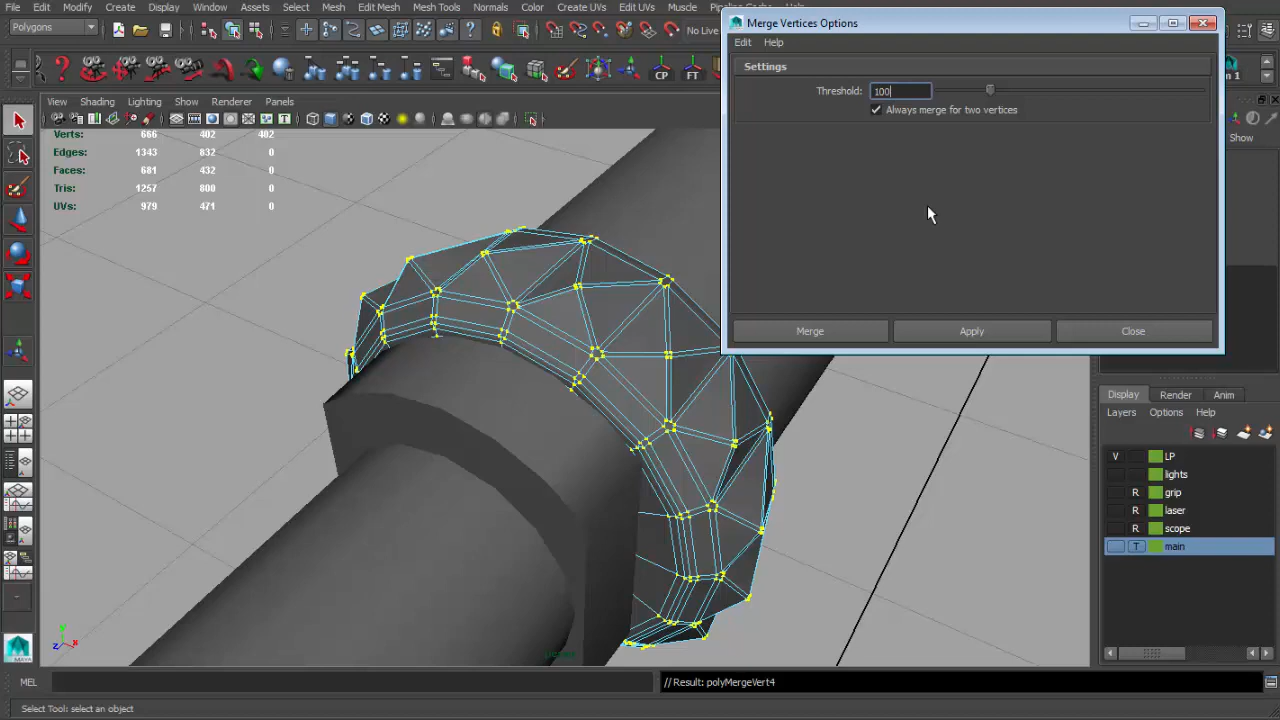 File Edit Modify Create Display Window Assets Select Mesh Edit Mesh Mesh Tools Normals Color Create UVs Edit UVs Muscle
Merge Vertices Options
Polygons
No Live
Edit Help
Settings
Threshold: 100
Always merge for two vertices
Merge Apply Close
CP FT
View Shading Lighting Show Renderer Panels
Show
Verts: 666 402 402
Edges: 1343 832 0
Faces: 681 432 0
Tris: 1257 800 0
UVs: 979 471 0
Display Render Anim
Layers Options Help
V LP
lights
R grip
R laser
R scope
T main
y
z x
persp
MAYA
MEL
// Result: polyMergeVert4
Select Tool: select an object